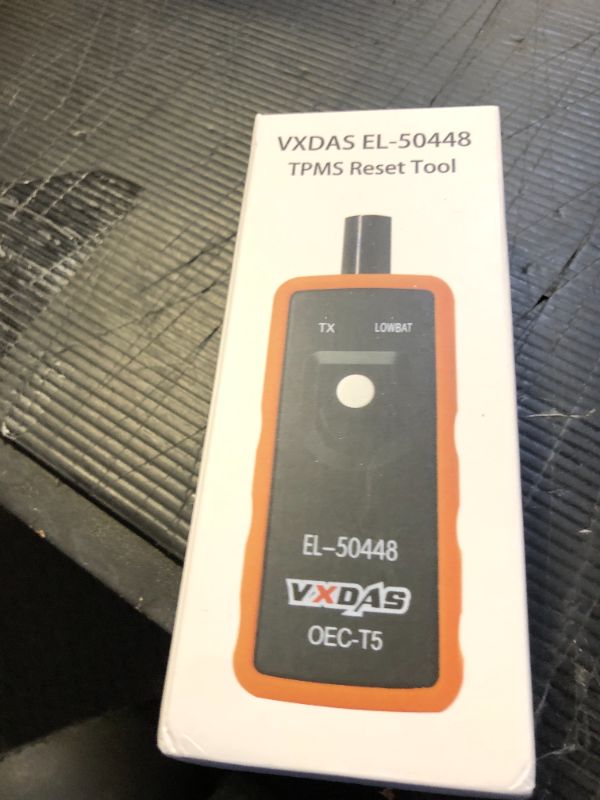 VXDAS EL-50448
TPMS Reset Tool
TX LOWBAT
EL-50448
VXDAS
OEC-T5